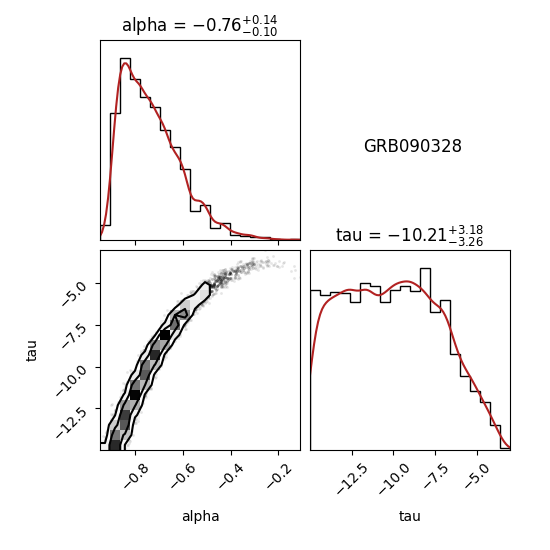 alpha = −0.76 +0.14 −0.10
GRB090328
tau = −10.21 +3.18 −3.26
tau
−5.0
−7.5
−10.0
−12.5
−0.8 −0.6 −0.4 −0.2
−12.5 −10.0 −7.5 −5.0
alpha tau